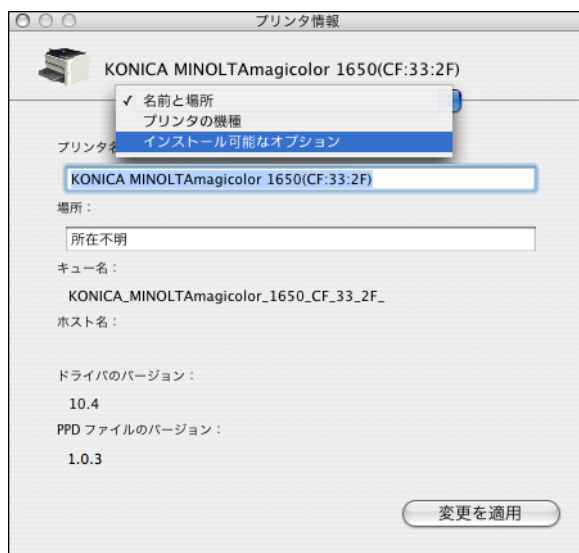 プリンタ情報
KONICA MINOLTAmagicolor 1650(CF:33:2F)
✓ 名前と場所
プリンタの機種
インストール可能なオプション
プリンタ
KONICA MINOLTAmagicolor 1650(CF:33:2F)
場所：
所在不明
キュー名：
KONICA_MINOLTAmagicolor_1650_CF_33_2F_
ホスト名：
ドライバのバージョン：
10.4
PPD ファイルのバージョン：
1.0.3
変更を適用